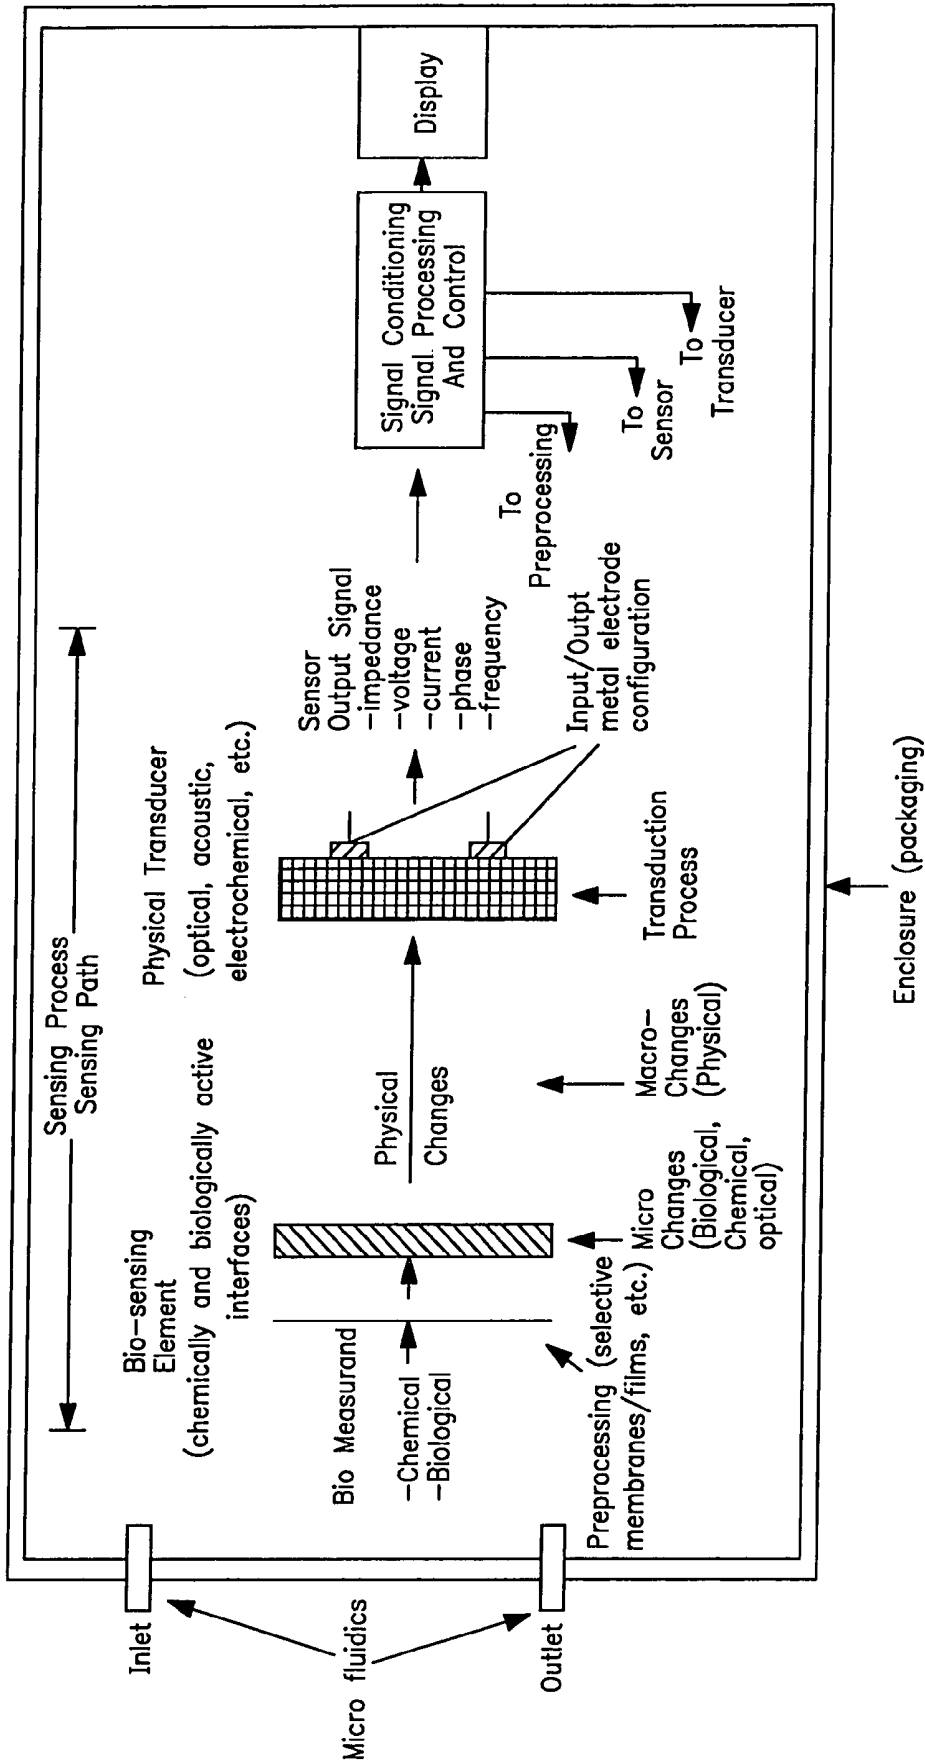 Sensing Process
Sensing Path
Bio-sensing
Element
(chemically and biologically active
interfaces)
Physical Transducer
(optical, acoustic,
electrochemical, etc.)
Inlet
Micro fluidics
Outlet
Bio Measurand
-Chemical
-Biological
Preprocessing (selective
membranes/films, etc.)
Physical
Changes
Micro
Changes
(Biological,
Chemical,
optical)
Macro-
Changes
(Physical)
Transduction
Process
Sensor
Output Signal
-impedance
-voltage
-current
-phase
-frequency
Input/Outpt
metal electrode
configuration
Signal Conditioning
Signal. Processing
And Control
Display
To
Preprocessing
To
Sensor
To
Transducer
Enclosure (packaging)